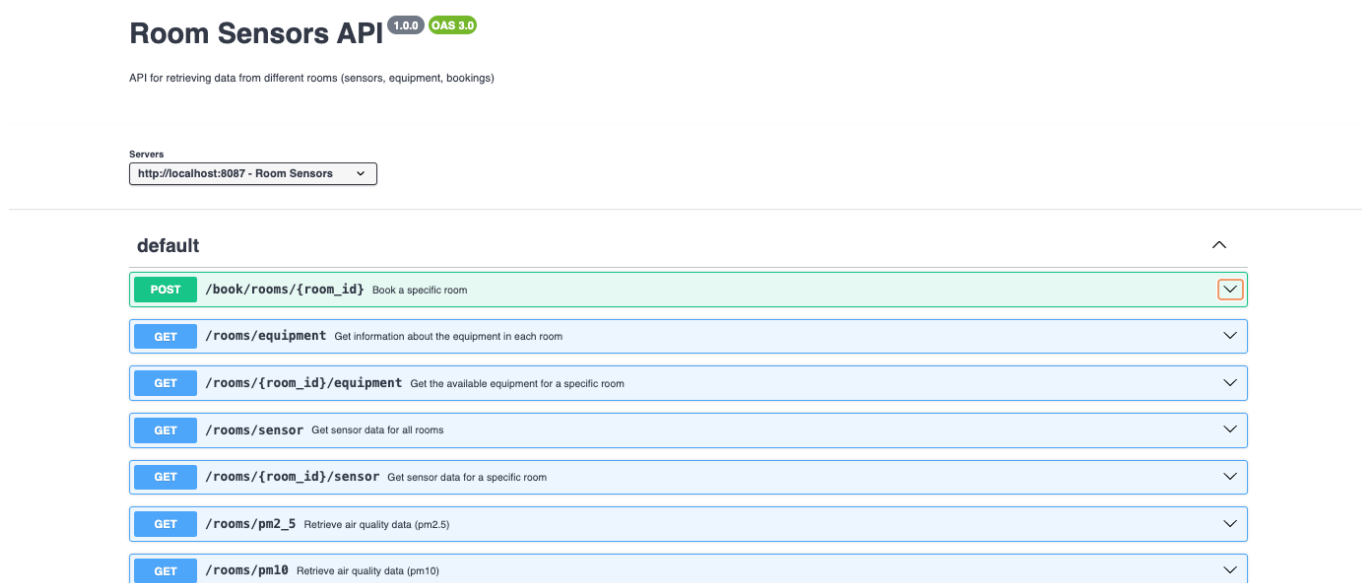 Room Sensors API 1.0.0 OAS 3.0
API for retrieving data from different rooms (sensors, equipment, bookings)
Servers
http://localhost:8087 - Room Sensors
default
POST /book/rooms/{room_id} Book a specific room
GET /rooms/equipment Get information about the equipment in each room
GET /rooms/{room_id}/equipment Get the available equipment for a specific room
GET /rooms/sensor Get sensor data for all rooms
GET /rooms/{room_id}/sensor Get sensor data for a specific room
GET /rooms/pm2_5 Retrieve air quality data (pm2.5)
GET /rooms/pm10 Retrieve air quality data (pm10)